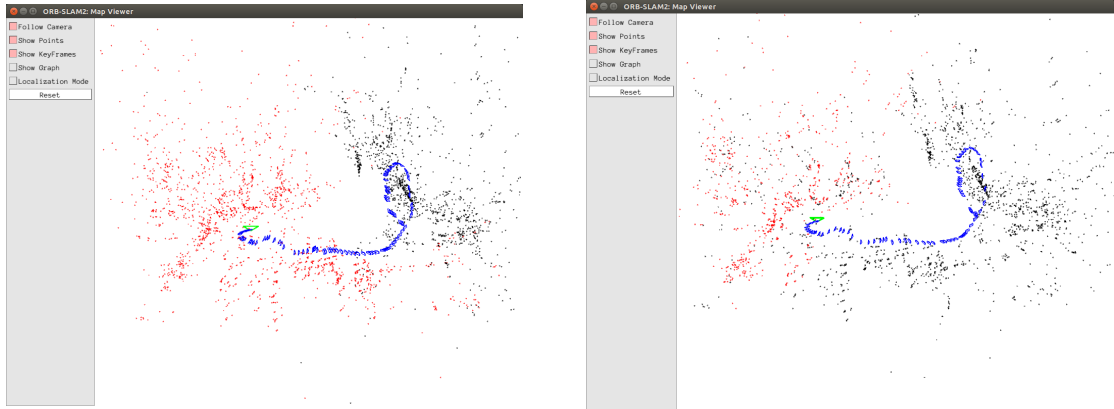 ORB-SLAM2: Map Viewer
Follow Camera
Show Points
Show KeyFrames
Show Graph
Localization Mode
Reset
ORB-SLAM2: Map Viewer
Follow Camera
Show Points
Show KeyFrames
Show Graph
Localization Mode
Reset